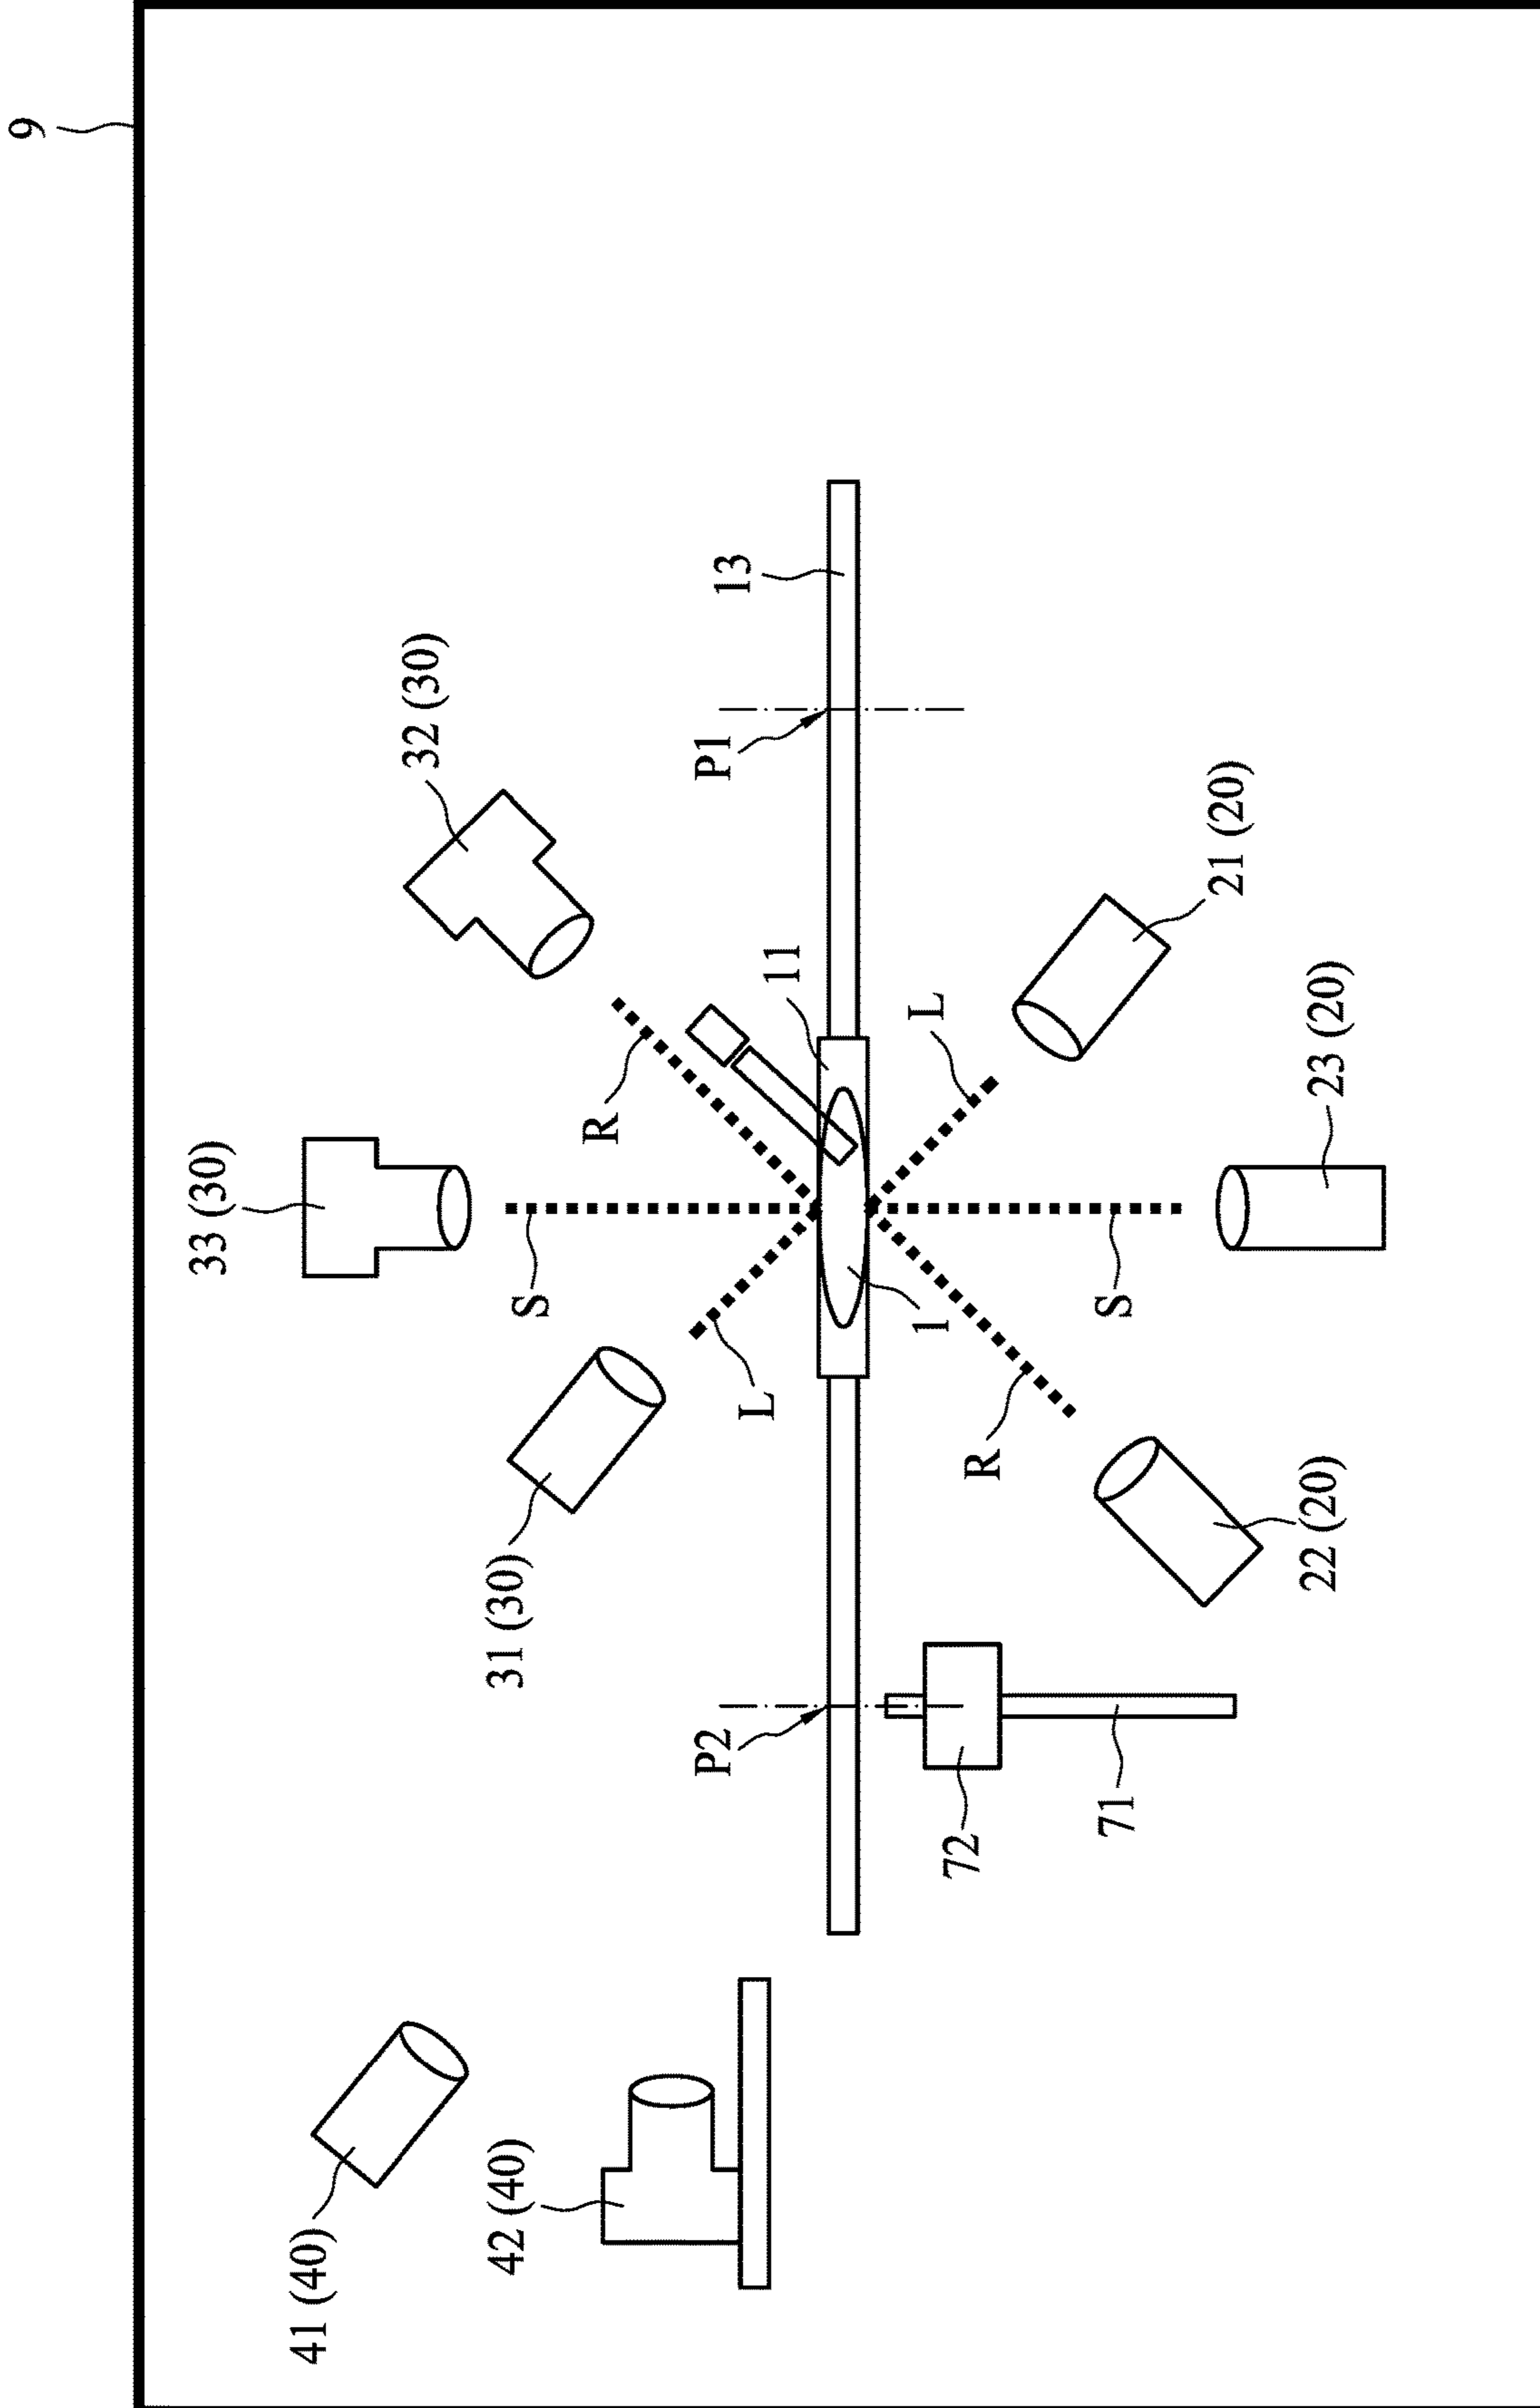 9
33 (30)
41 (40)
32 (30)
42 (40)
31 (30)
S
R
P2
P1
13
L
11
L
1
72
R
71
S
21 (20)
22 (20)
23 (20)